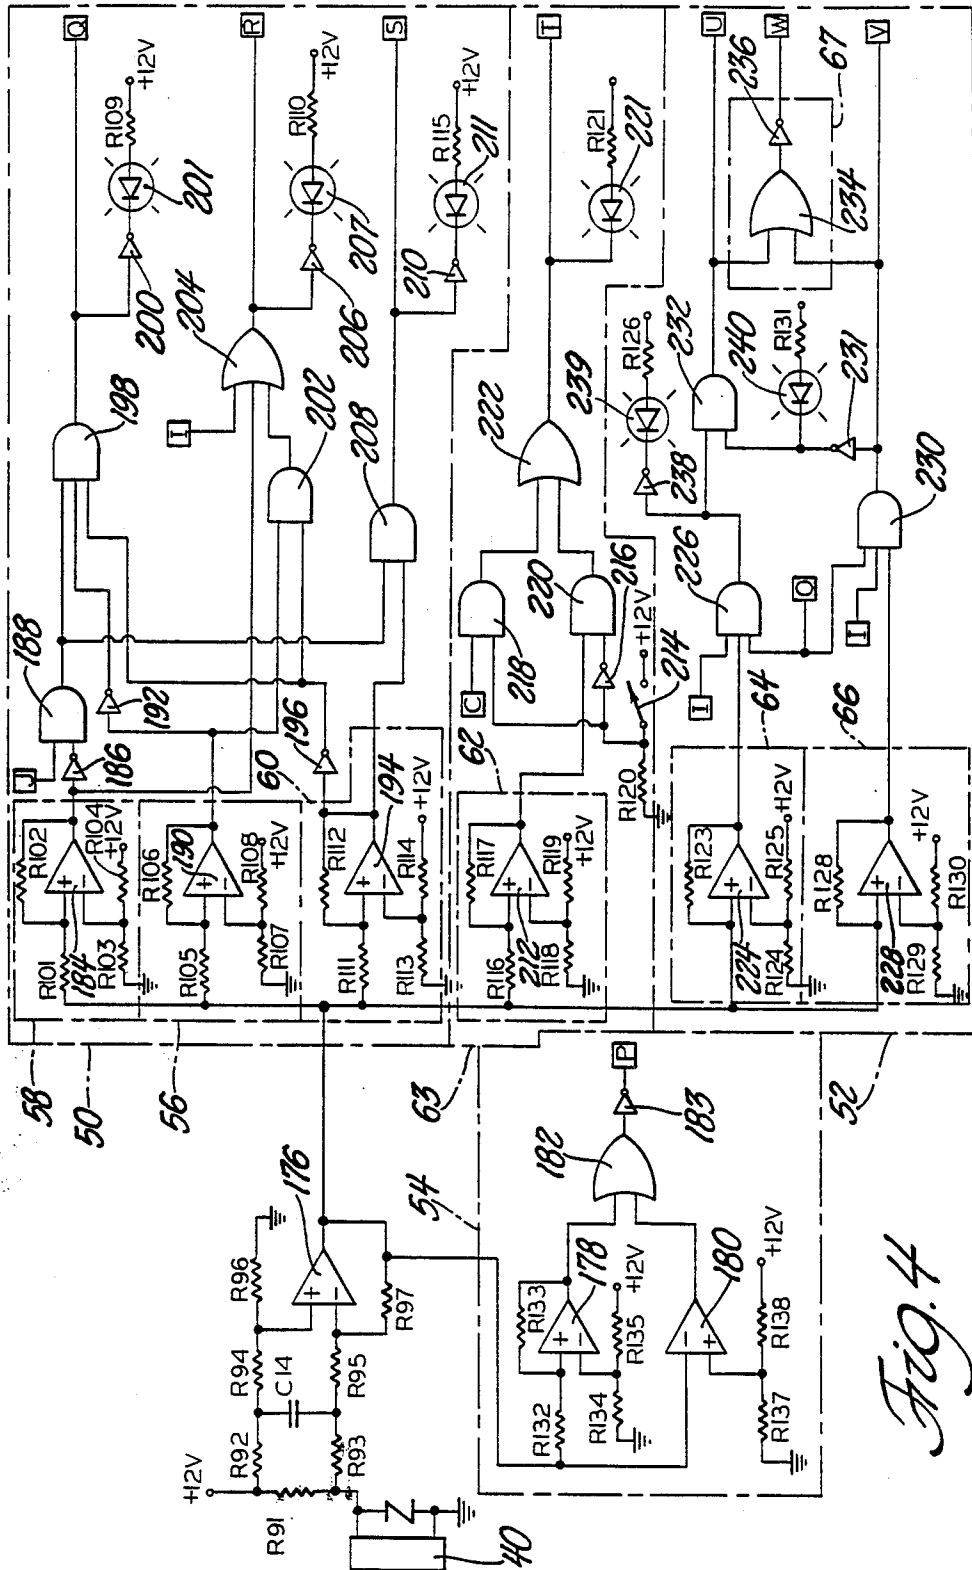 Q
R109
+12V
200
201
R
R110
+12V
204
206
207
S
R115
+12V
210
211
198
202
208
188
J
186
192
196
I
R102
R104
+12V
R101
184
R103
+
-
R106
190
R108
+12V
R105
R107
+
-
60
R112
194
R114
+12V
R111
R113
+
-
58
50
56
T
R121
221
222
218
220
216
C
+12V
214
R120
62
R117
R119
+12V
R116
212
R118
+
-
63
U
W
V
236
67
234
R126
239
238
232
R131
240
231
230
226
I
O
I
64
66
R123
R125
+12V
224
R124
+
-
R128
+12V
228
R129
R130
+
-
52
176
R96
R94
C14
R95
R97
+
-
+12V
R92
R93
R91
40
54
P
183
182
R133
178
R135
+12V
R132
R134
+
-
180
-
+
+12V
R138
R137
Fig. 4